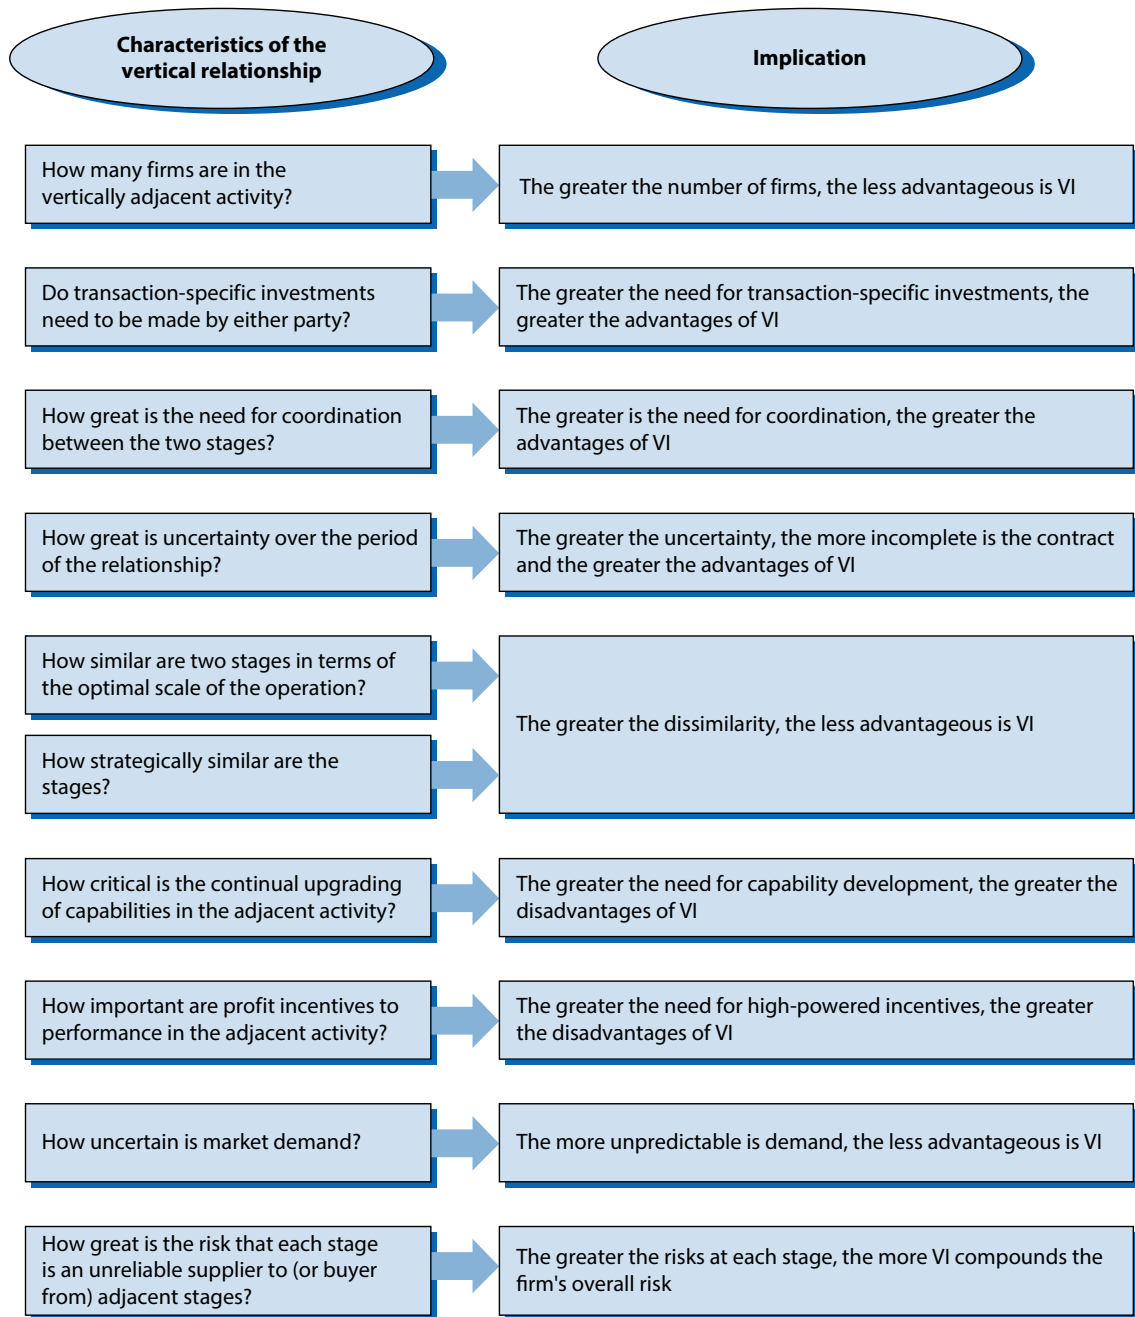 Characteristics of the
vertical relationship
Implication
How many firms are in the
vertically adjacent activity?
The greater the number of firms, the less advantageous is VI
Do transaction-specific investments
need to be made by either party?
The greater the need for transaction-specific investments, the
greater the advantages of VI
How great is the need for coordination
between the two stages?
The greater is the need for coordination, the greater the
advantages of VI
How great is uncertainty over the period
of the relationship?
The greater the uncertainty, the more incomplete is the contract
and the greater the advantages of VI
How similar are two stages in terms of
the optimal scale of the operation?
How strategically similar are the
stages?
The greater the dissimilarity, the less advantageous is VI
How critical is the continual upgrading
of capabilities in the adjacent activity?
The greater the need for capability development, the greater the
disadvantages of VI
How important are profit incentives to
performance in the adjacent activity?
The greater the need for high-powered incentives, the greater
the disadvantages of VI
How uncertain is market demand?
The more unpredictable is demand, the less advantageous is VI
How great is the risk that each stage
is an unreliable supplier to (or buyer
from) adjacent stages?
The greater the risks at each stage, the more VI compounds the
firm's overall risk